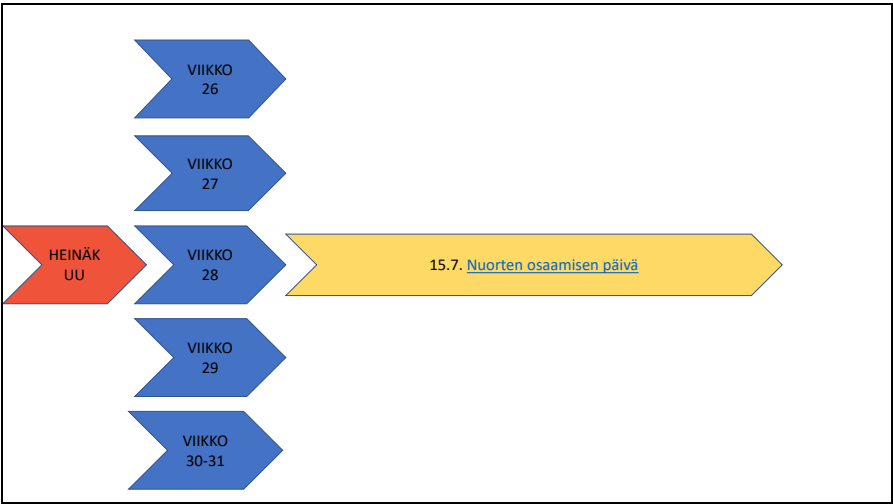 VIIKKO
26
VIIKKO
27
HEINÄK
UU
VIIKKO
28
15.7. Nuorten osaamisen päivä
VIIKKO
29
VIIKKO
30-31